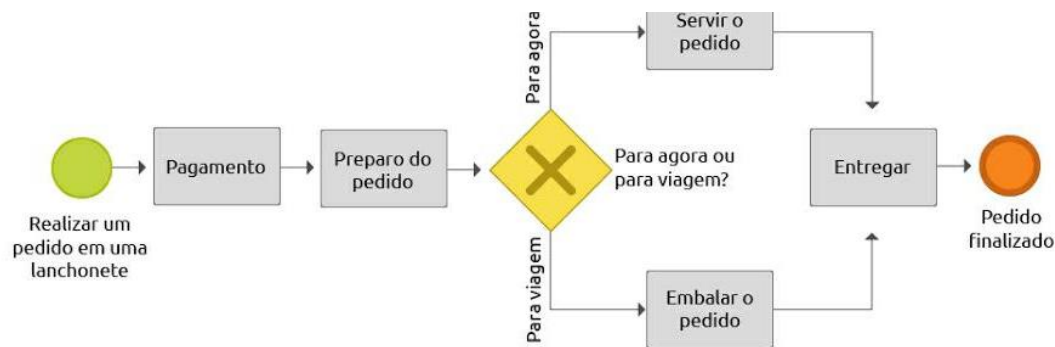 Realizar um
pedido em uma
lanchonete
Pagamento
Preparo do
pedido
Para agora ou
para viagem?
Para agora
Servir o
pedido
Para viagem
Embalar o
pedido
Entregar
Pedido
finalizado